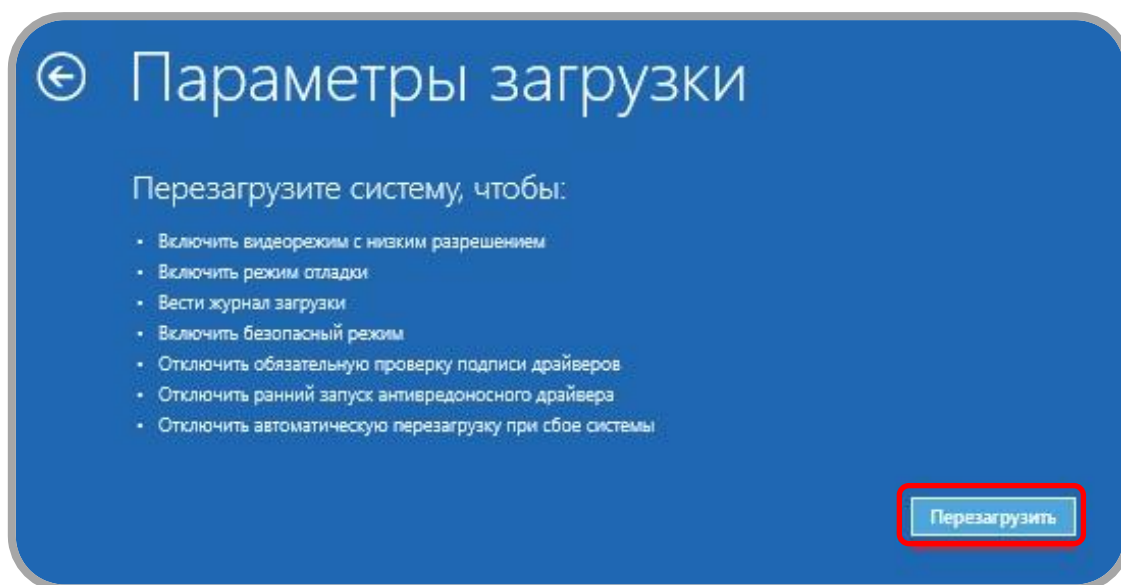 Параметры загрузки
Перезагрузите систему, чтобы:
• Включить видеорежим с низким разрешением
• Включить режим отладки
• Вести журнал загрузки
• Включить безопасный режим
• Отключить обязательную проверку подписи драйверов
• Отключить ранний запуск антивредоносного драйвера
• Отключить автоматическую перезагрузку при сбое системы
Перезагрузить